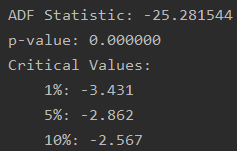 ADF Statistic: -25.281544
p-value: 0.000000
Critical Values:
    1%: -3.431
    5%: -2.862
    10%: -2.567